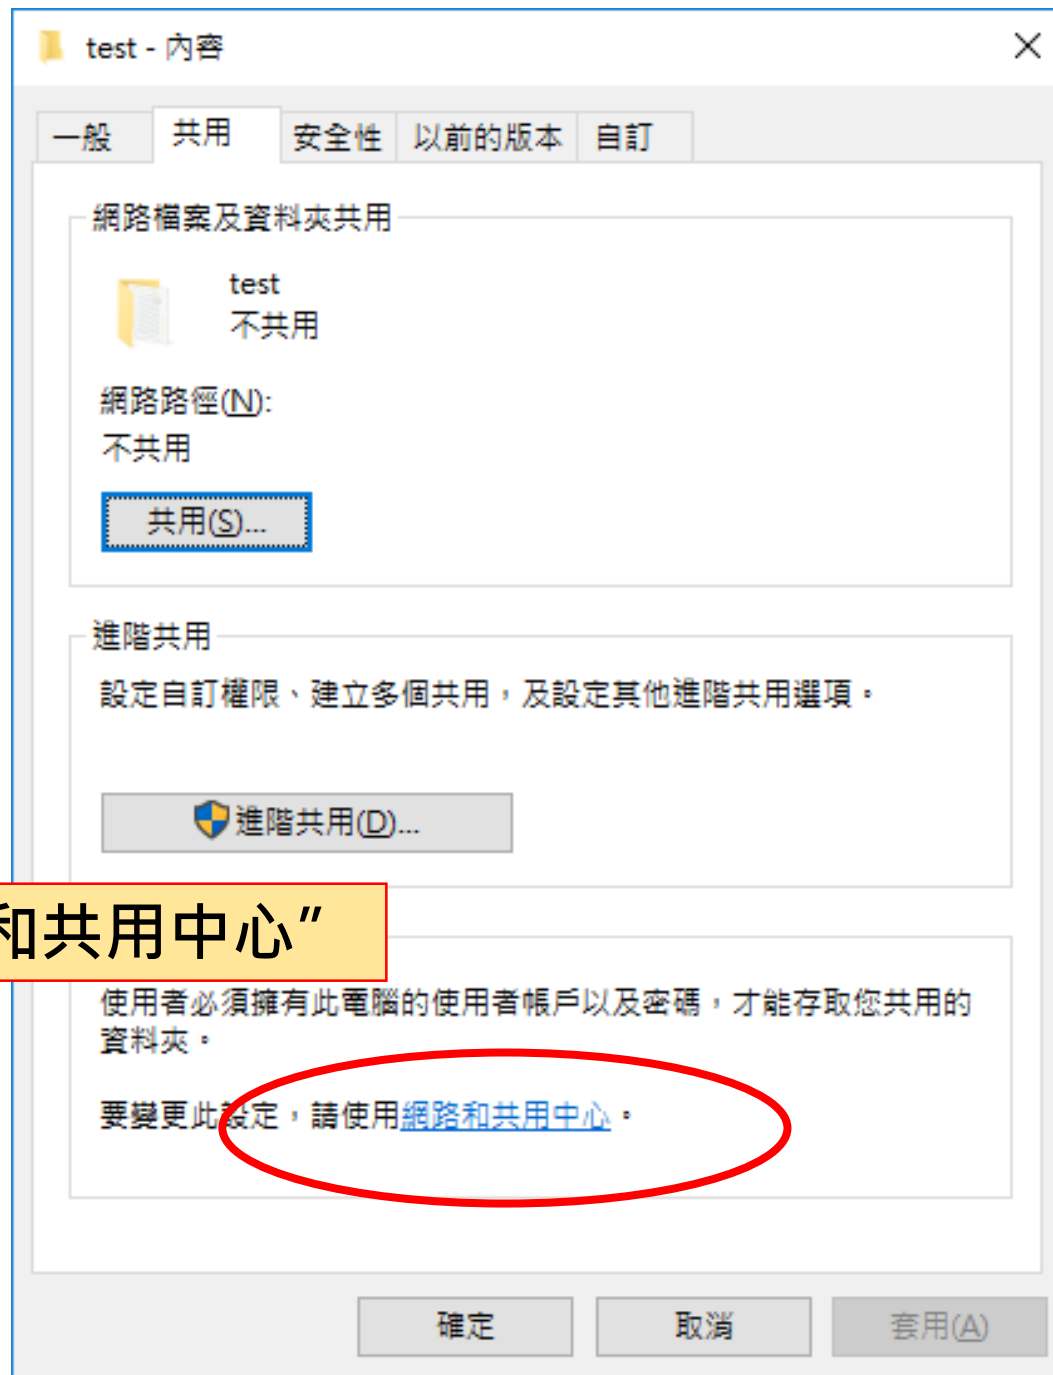 test - 內容
一般 共用 安全性 以前的版本 自訂
網路檔案及資料夾共用
test
不共用
網路路徑(N):
不共用
共用(S)...
進階共用
設定自訂權限、建立多個共用，及設定其他進階共用選項。
進階共用(D)...
和共用中心”
使用者必須擁有此電腦的使用者帳戶以及密碼，才能存取您共用的
資料夾。
要變更此設定，請使用網路和共用中心。
確定 取消 套用(A)